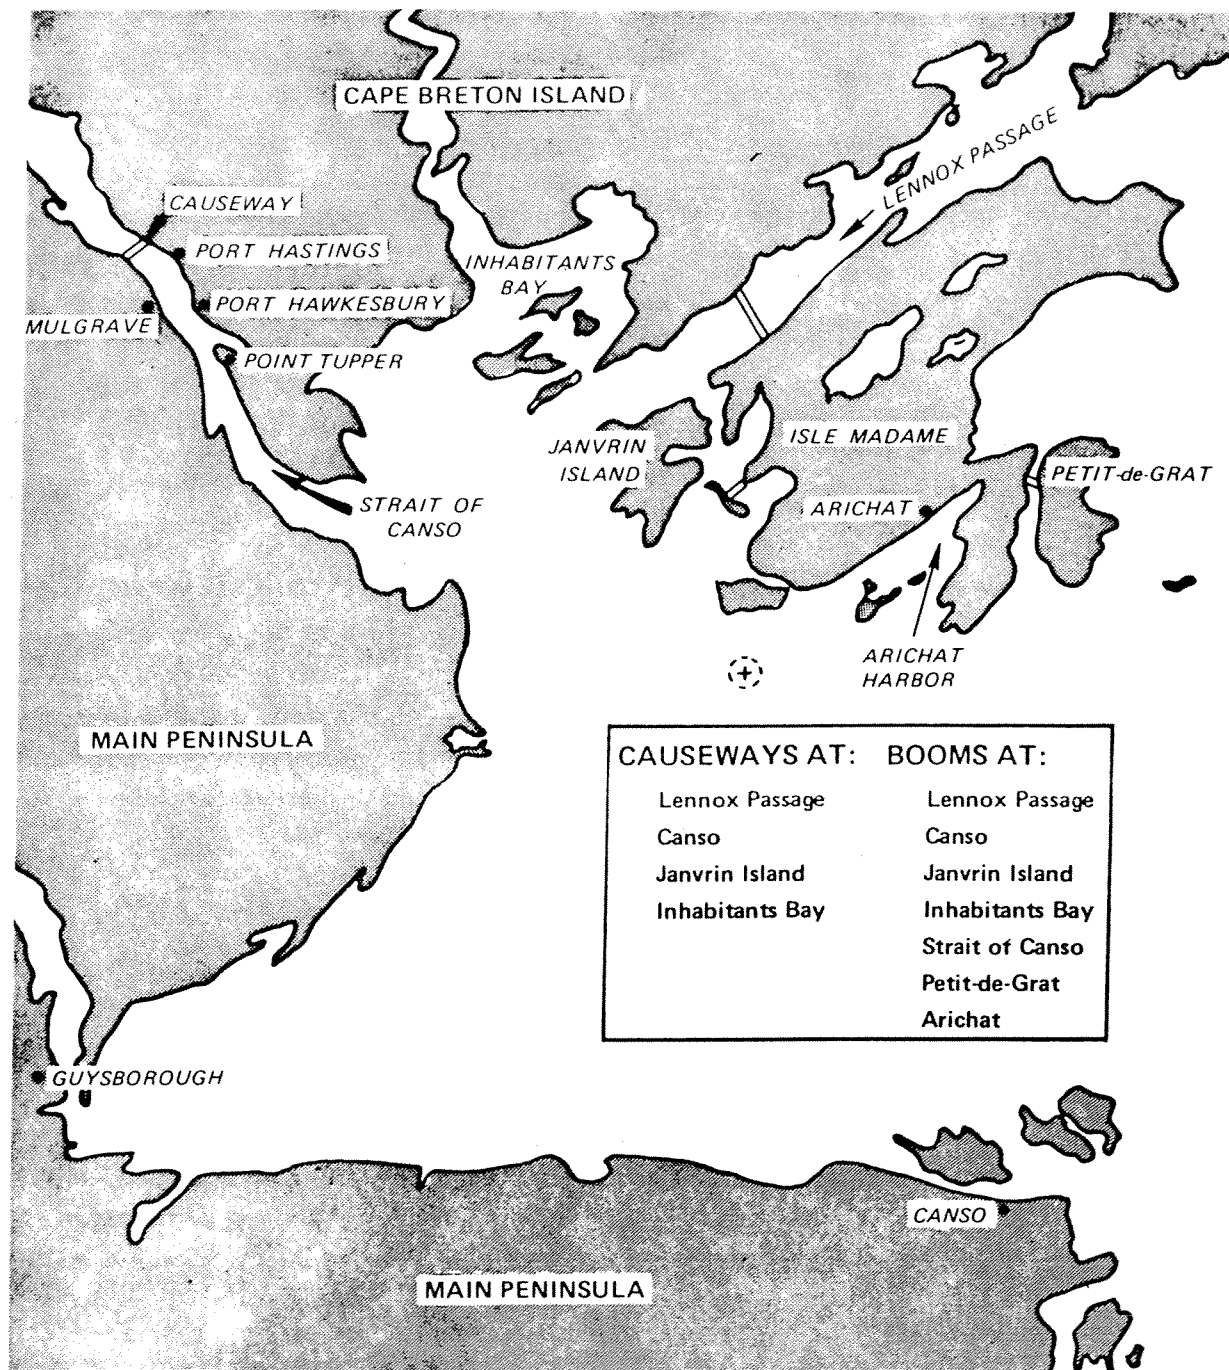 CAPE BRETON ISLAND
LENNOX PASSAGE
CAUSEWAY
PORT HASTINGS
INHABITANTS
BAY
PORT HAWKESBURY
MULGRAVE
POINT TUPPER
JANVRIN
ISLAND
ISLE MADAME
PETIT-de-GRAT
STRAIT OF
CANSO
ARICHAT
ARICHAT
HARBOR
MAIN PENINSULA
CAUSEWAYS AT:
Lennox Passage
Canso
Janvrin Island
Inhabitants Bay
BOOMS AT:
Lennox Passage
Canso
Janvrin Island
Inhabitants Bay
Strait of Canso
Petit-de-Grat
Arichat
GUYSBOROUGH
CANSO
MAIN PENINSULA